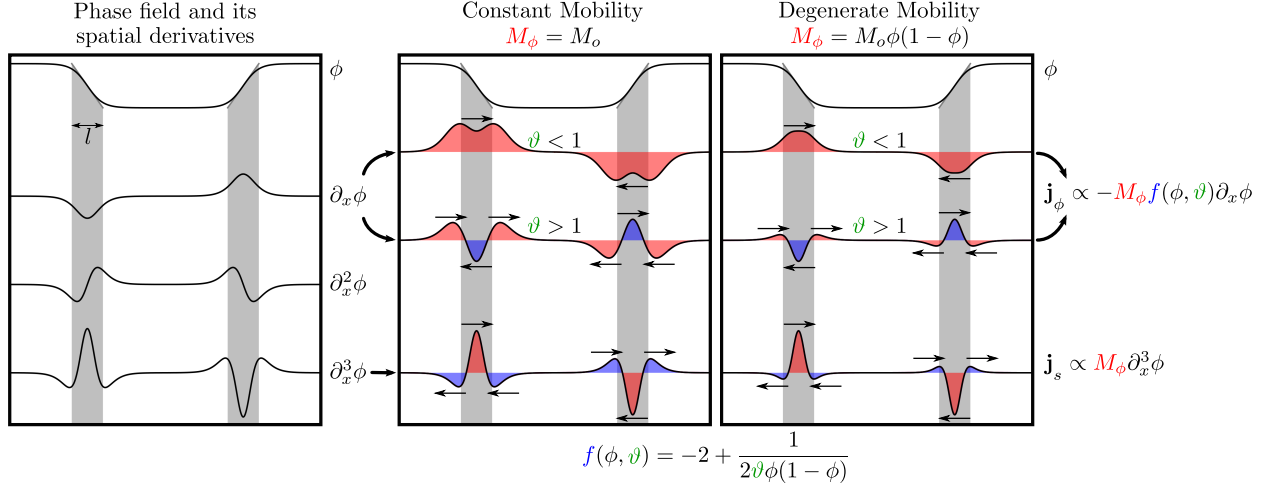 Phase field and its
spatial derivatives
Constant Mobility
M_ϕ = M_o
Degenerate Mobility
M_ϕ = M_oϕ(1 − ϕ)
ϕ
ϕ
l
ϑ < 1
ϑ < 1
∂_xϕ
j_ϕ ∝ −M_ϕf(ϕ, ϑ)∂_xϕ
ϑ > 1
ϑ > 1
∂_x^2ϕ
∂_x^3ϕ
j_s ∝ M_ϕ∂_x^3ϕ
f(ϕ, ϑ) = −2 + 1/(2ϑϕ(1 − ϕ))